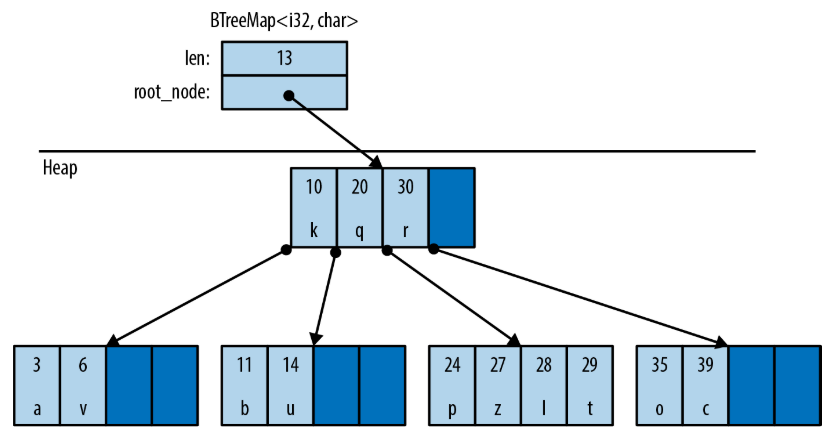 BTreeMap<i32, char>
len: 13
root_node:
Heap
10 20 30
k q r
3 6 11 14 24 27 28 29 35 39
a v b u p z l t o c